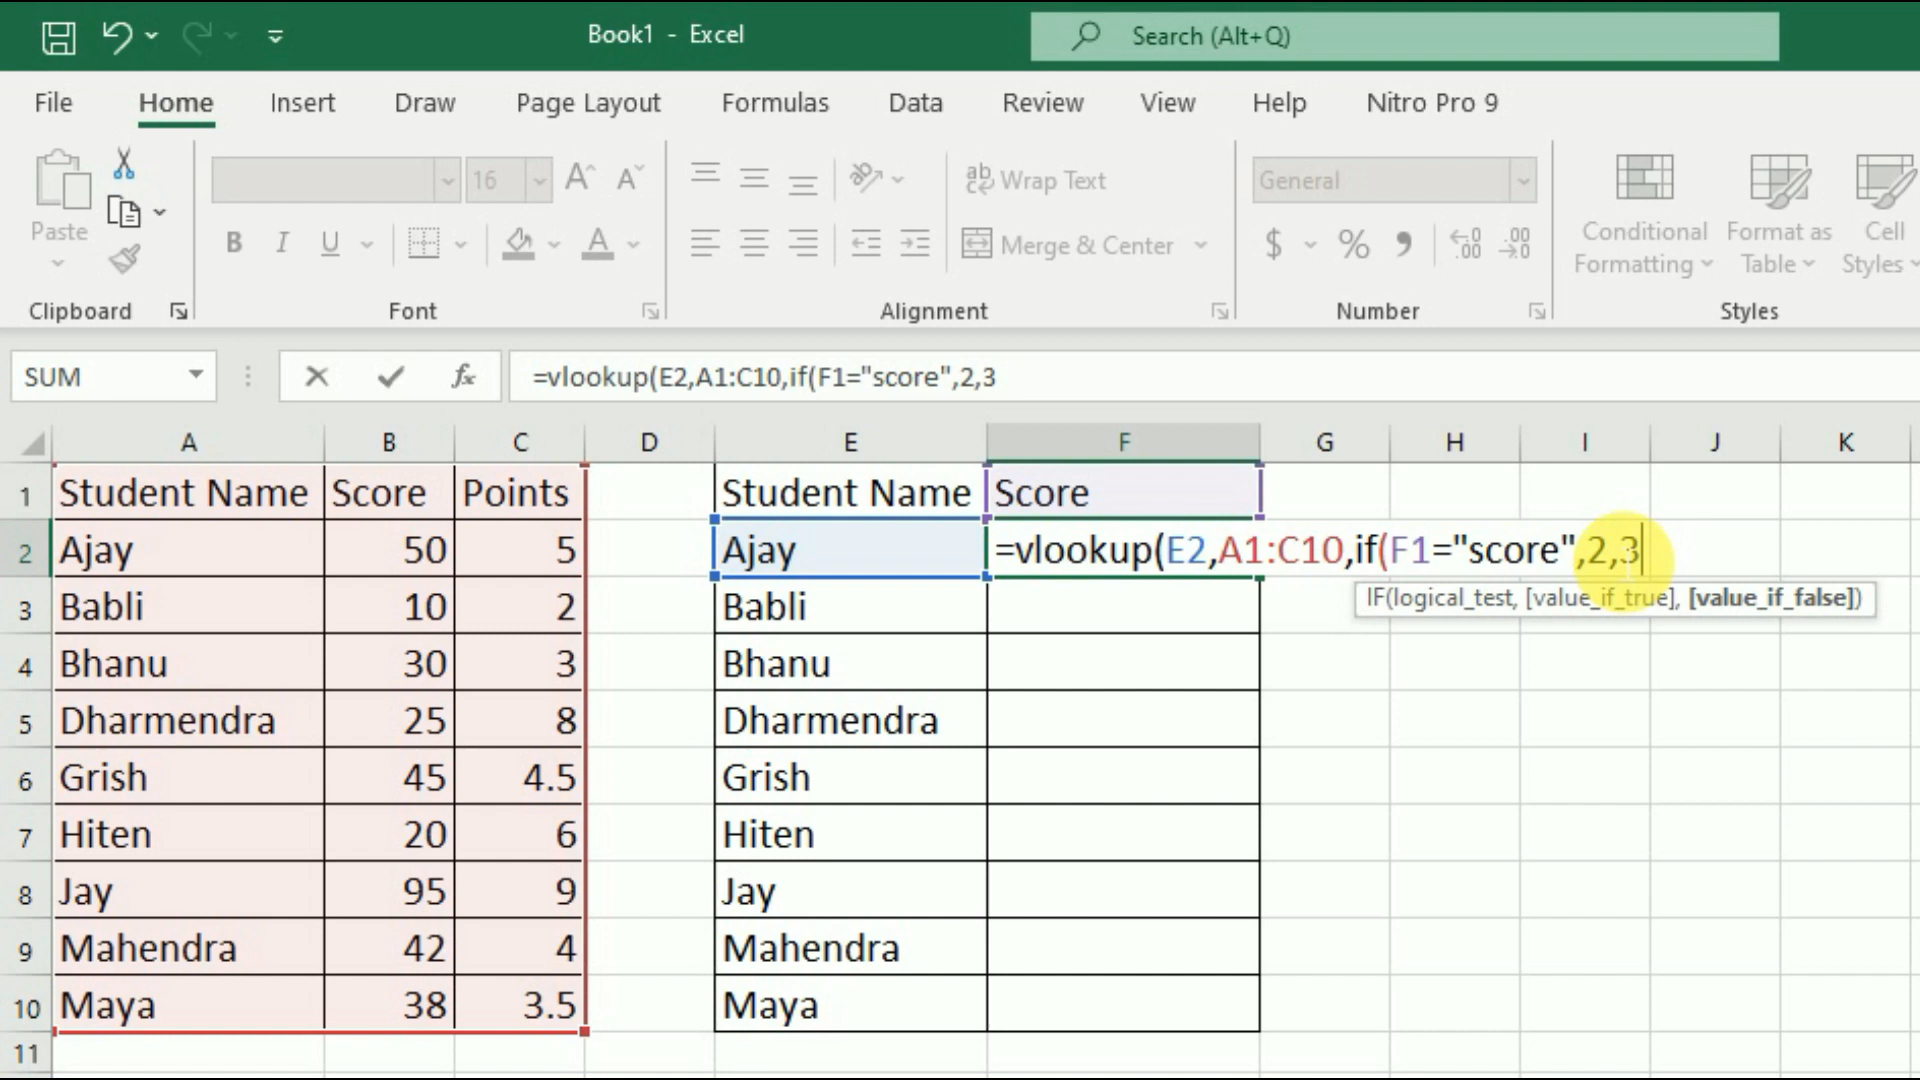 Book1 - Excel
Search (Alt+Q)
File Home Insert Draw Page Layout Formulas Data Review View Help Nitro Pro 9
Paste
Clipboard
16
A A
B I U A
Font
ab Wrap Text
Merge & Center
Alignment
General
$ % 9 .00 .00
Number
Conditional Formatting
Format as Table
Cell Styles
Styles
SUM
fx
=vlookup(E2,A1:C10,if(F1="score",2,3
A B C D E F G H I J K
1 Student Name Score Points Student Name Score
2 Ajay 50 5 Ajay =vlookup(E2,A1:C10,if(F1="score",2,3
IF(logical_test, [value_if_true], [value_if_false])
3 Babli 10 2 Babli
4 Bhanu 30 3 Bhanu
5 Dharmendra 25 8 Dharmendra
6 Grish 45 4.5 Grish
7 Hiten 20 6 Hiten
8 Jay 95 9 Jay
9 Mahendra 42 4 Mahendra
10 Maya 38 3.5 Maya
11